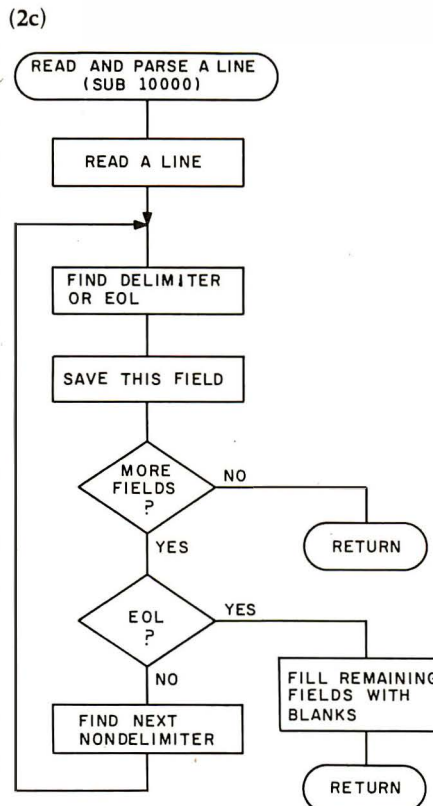 (2c)
READ AND PARSE A LINE
(SUB 10000)
READ A LINE
FIND DELIMITER
OR EOL
SAVE THIS FIELD
MORE
FIELDS
?
NO
RETURN
YES
EOL
?
YES
NO
FILL REMAINING
FIELDS WITH
BLANKS
FIND NEXT
NONDELIMITER
RETURN